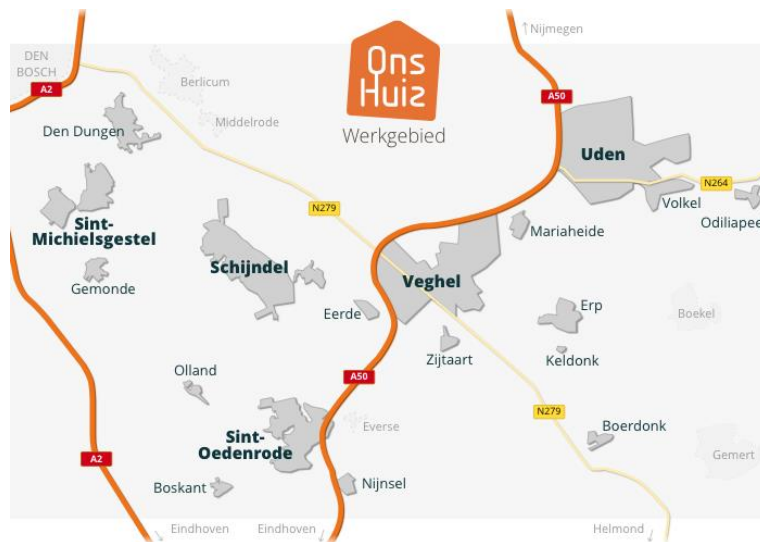 Nijmegen
DEN
BOSCH
Berlicum
A2
A50
Ons
Huiz
Middelrode
Den Dungen
Werkgebied
Uden
N264
Volkel
Odiliapee
N279
Sint-
Michielsgestel
Mariaheide
Schijndel
Veghel
Gemonde
Eerde
Erp
Boekel
Zijtaart
Keldonk
Olland
A50
N279
Everse
Boerdonk
Sint-
Oedenrode
A2
Gemert
Boskant
Nijnsel
Eindhoven
Eindhoven
Helmond